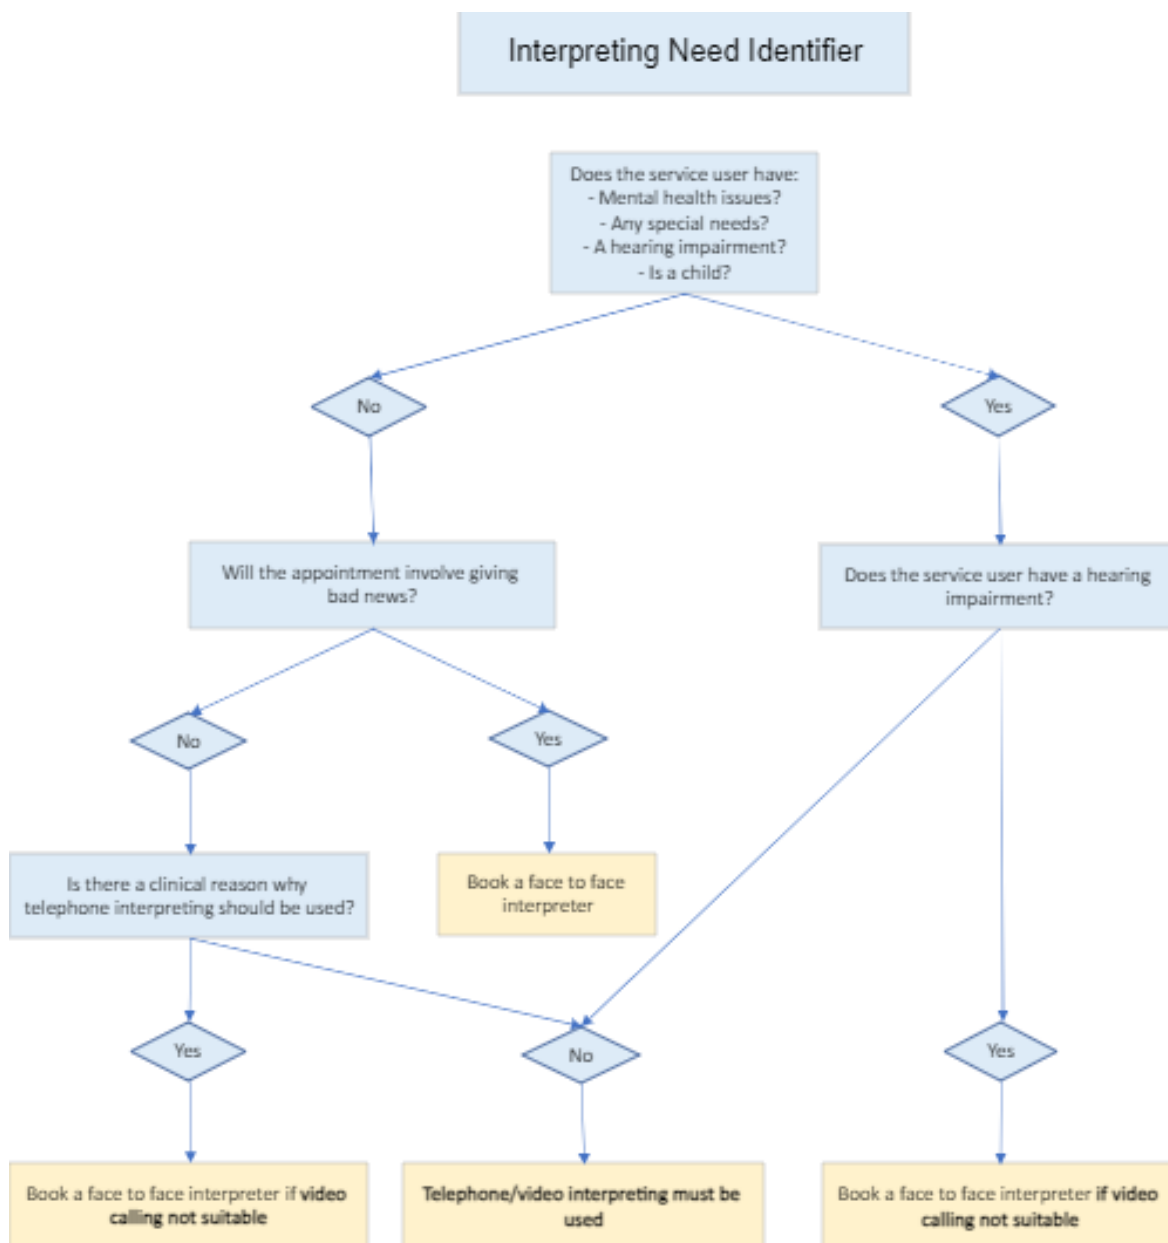 Interpreting Need Identifier
Does the service user have:
- Mental health issues?
- Any special needs?
- A hearing impairment?
- Is a child?
No
Yes
Will the appointment involve giving
bad news?
Does the service user have a hearing
impairment?
No
Yes
Is there a clinical reason why
telephone interpreting should be used?
Book a face to face
interpreter
Yes
No
Yes
Book a face to face interpreter if video
calling not suitable
Telephone/video interpreting must be
used
Book a face to face interpreter if video
calling not suitable